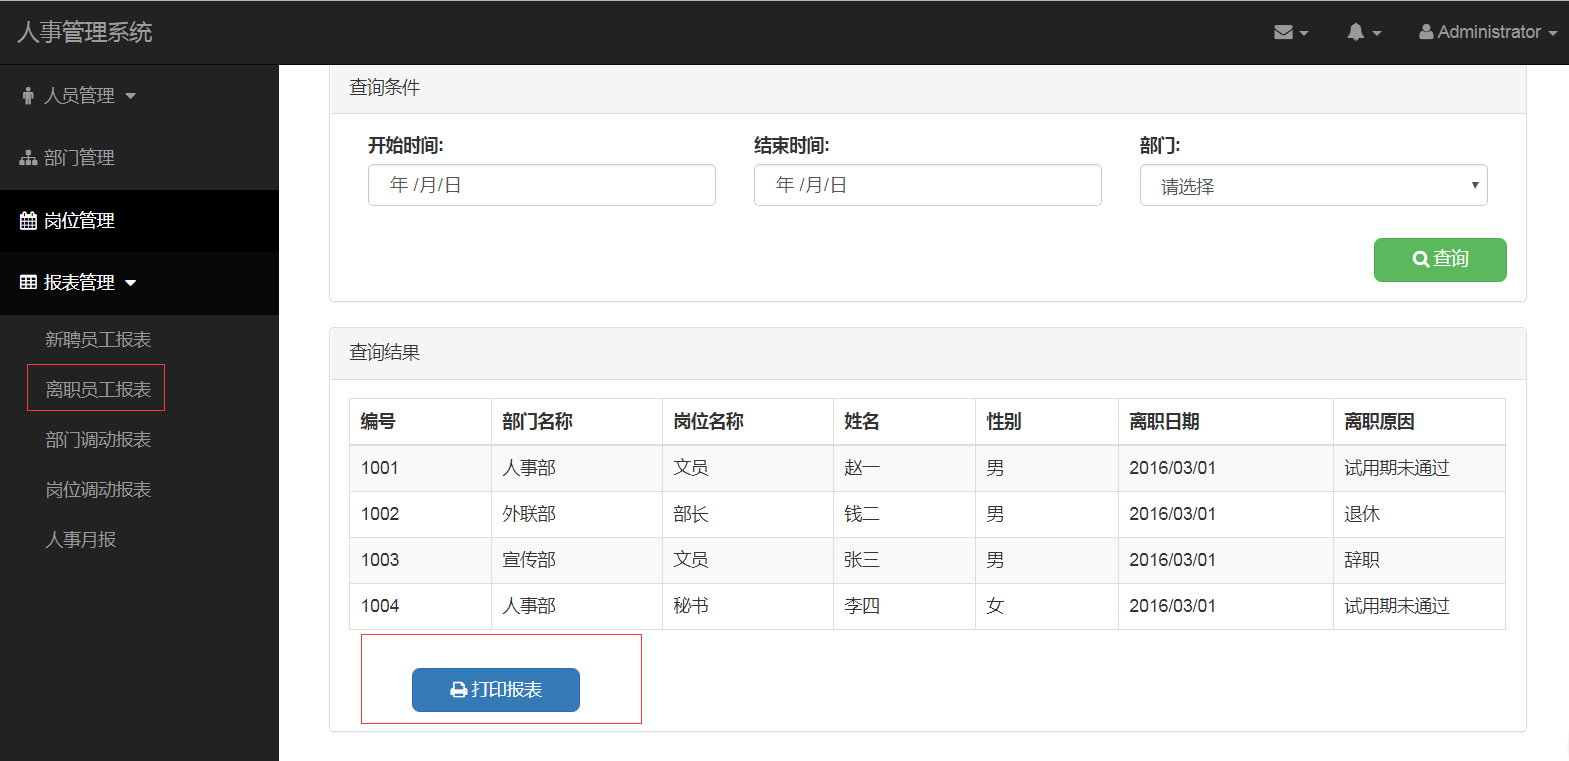 人事管理系统
Administrator
人员管理
部门管理
岗位管理
报表管理
新聘员工报表
离职员工报表
部门调动报表
岗位调动报表
人事月报
查询条件
开始时间: 结束时间: 部门:
年 /月/日 年 /月/日 请选择
查询
查询结果
编号 部门名称 岗位名称 姓名 性别 离职日期 离职原因
1001 人事部 文员 赵一 男 2016/03/01 试用期未通过
1002 外联部 部长 钱二 男 2016/03/01 退休
1003 宣传部 文员 张三 男 2016/03/01 辞职
1004 人事部 秘书 李四 女 2016/03/01 试用期未通过
打印报表